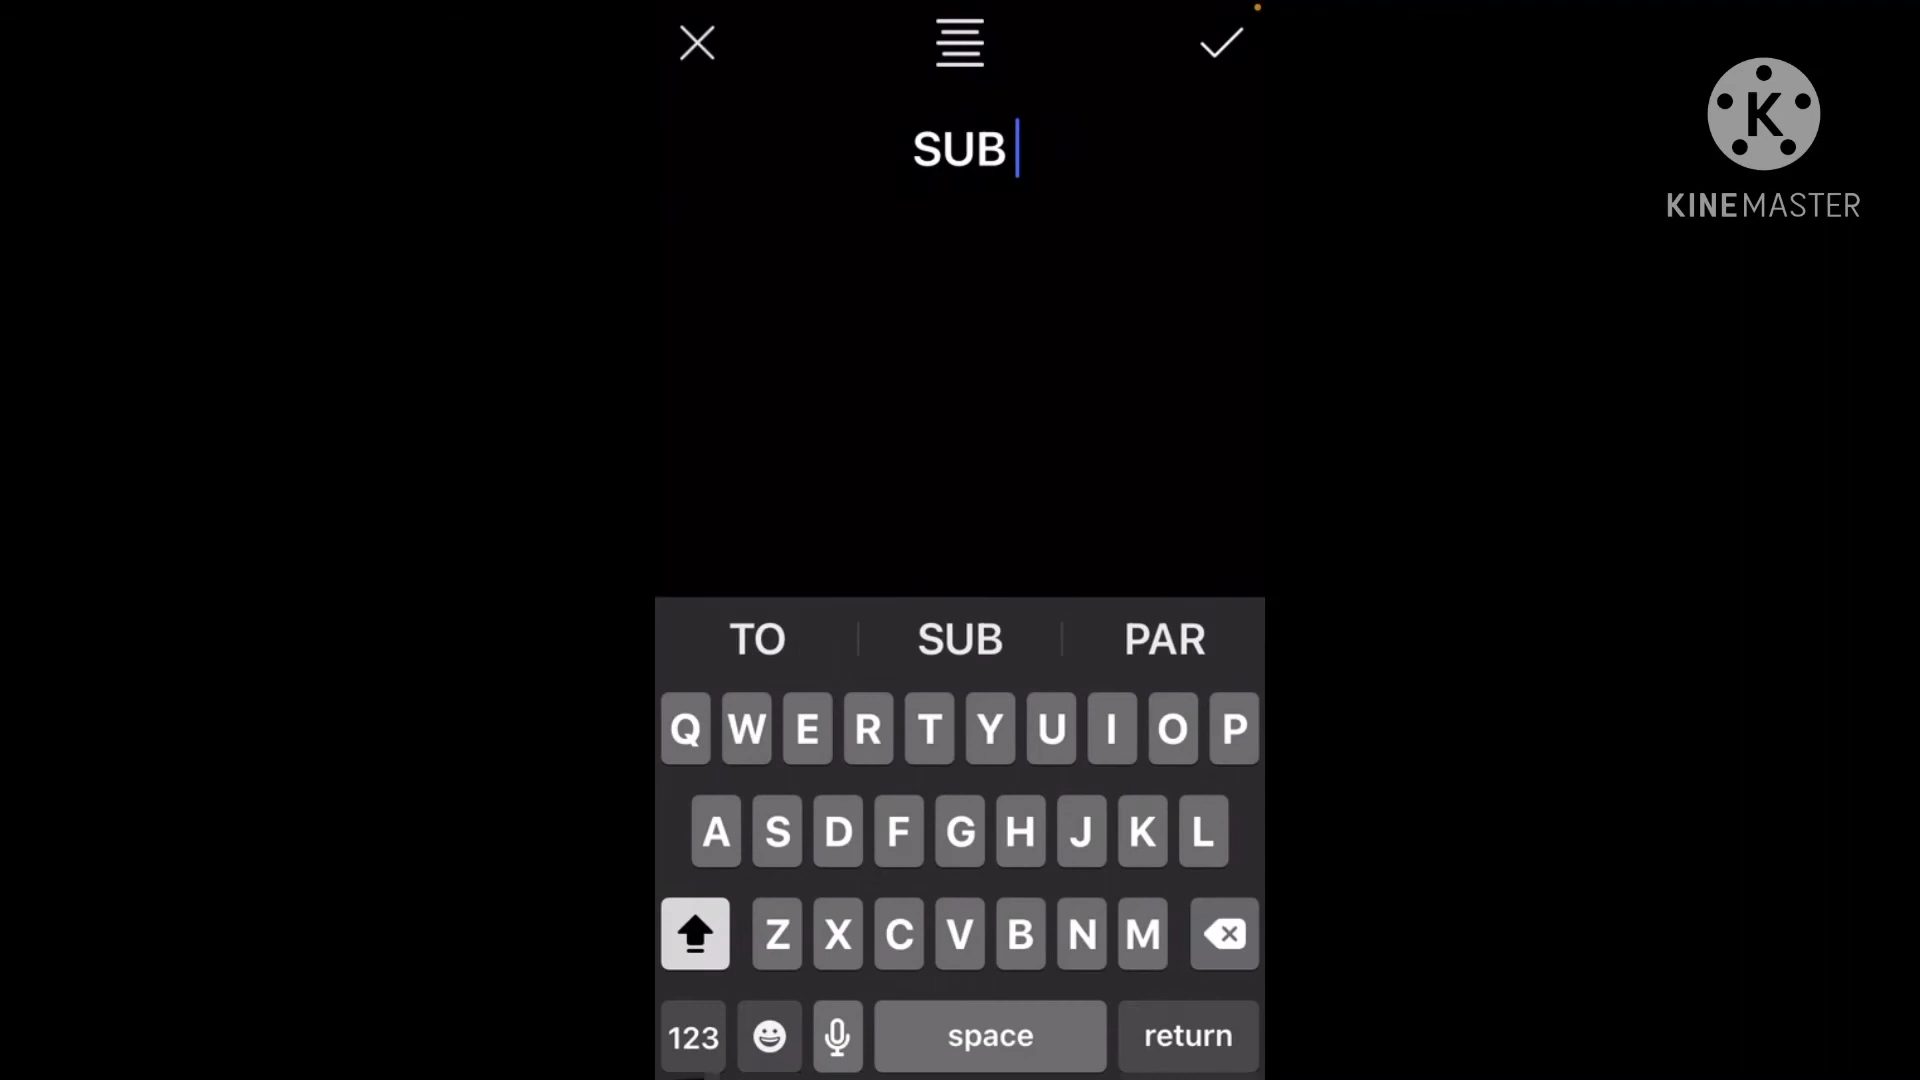 SUB
K
KINEMASTER
TO SUB PAR
Q W E R T Y U I O P
A S D F G H J K L
Z X C V B N M
123 space return